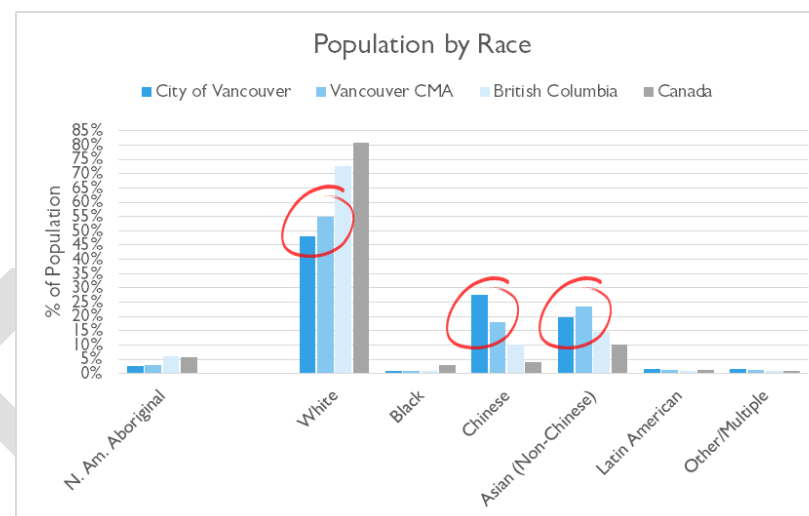 Population by Race
City of Vancouver Vancouver CMA British Columbia Canada
% of Population
85%
80%
75%
70%
65%
60%
55%
50%
45%
40%
35%
30%
25%
20%
15%
10%
5%
0%
N. Am. Aboriginal
White
Black
Chinese
Asian (Non-Chinese)
Latin American
Other/Multiple